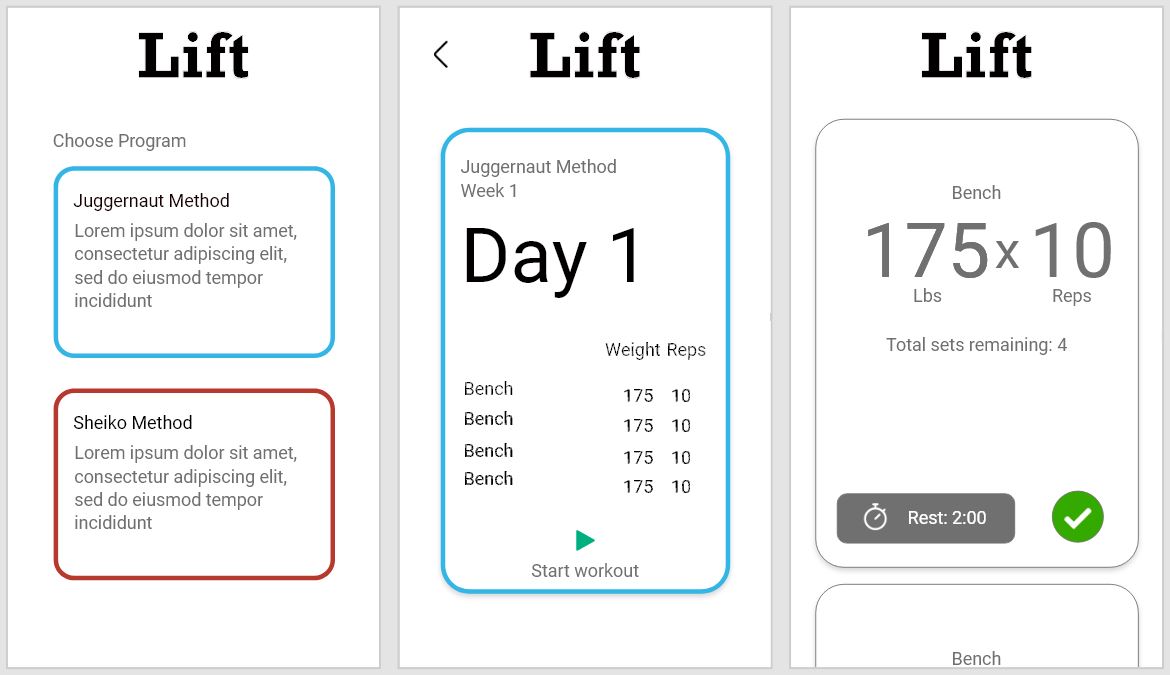 Lift
Choose Program
Juggernaut Method
Lorem ipsum dolor sit amet,
consectetur adipiscing elit,
sed do eiusmod tempor
incididunt
Sheiko Method
Lorem ipsum dolor sit amet,
consectetur adipiscing elit,
sed do eiusmod tempor
incididunt
Lift
Juggernaut Method
Week 1
Day 1
Weight Reps
Bench 175 10
Bench 175 10
Bench 175 10
Bench 175 10
Start workout
Lift
Bench
175 x 10
Lbs Reps
Total sets remaining: 4
Rest: 2:00
Bench